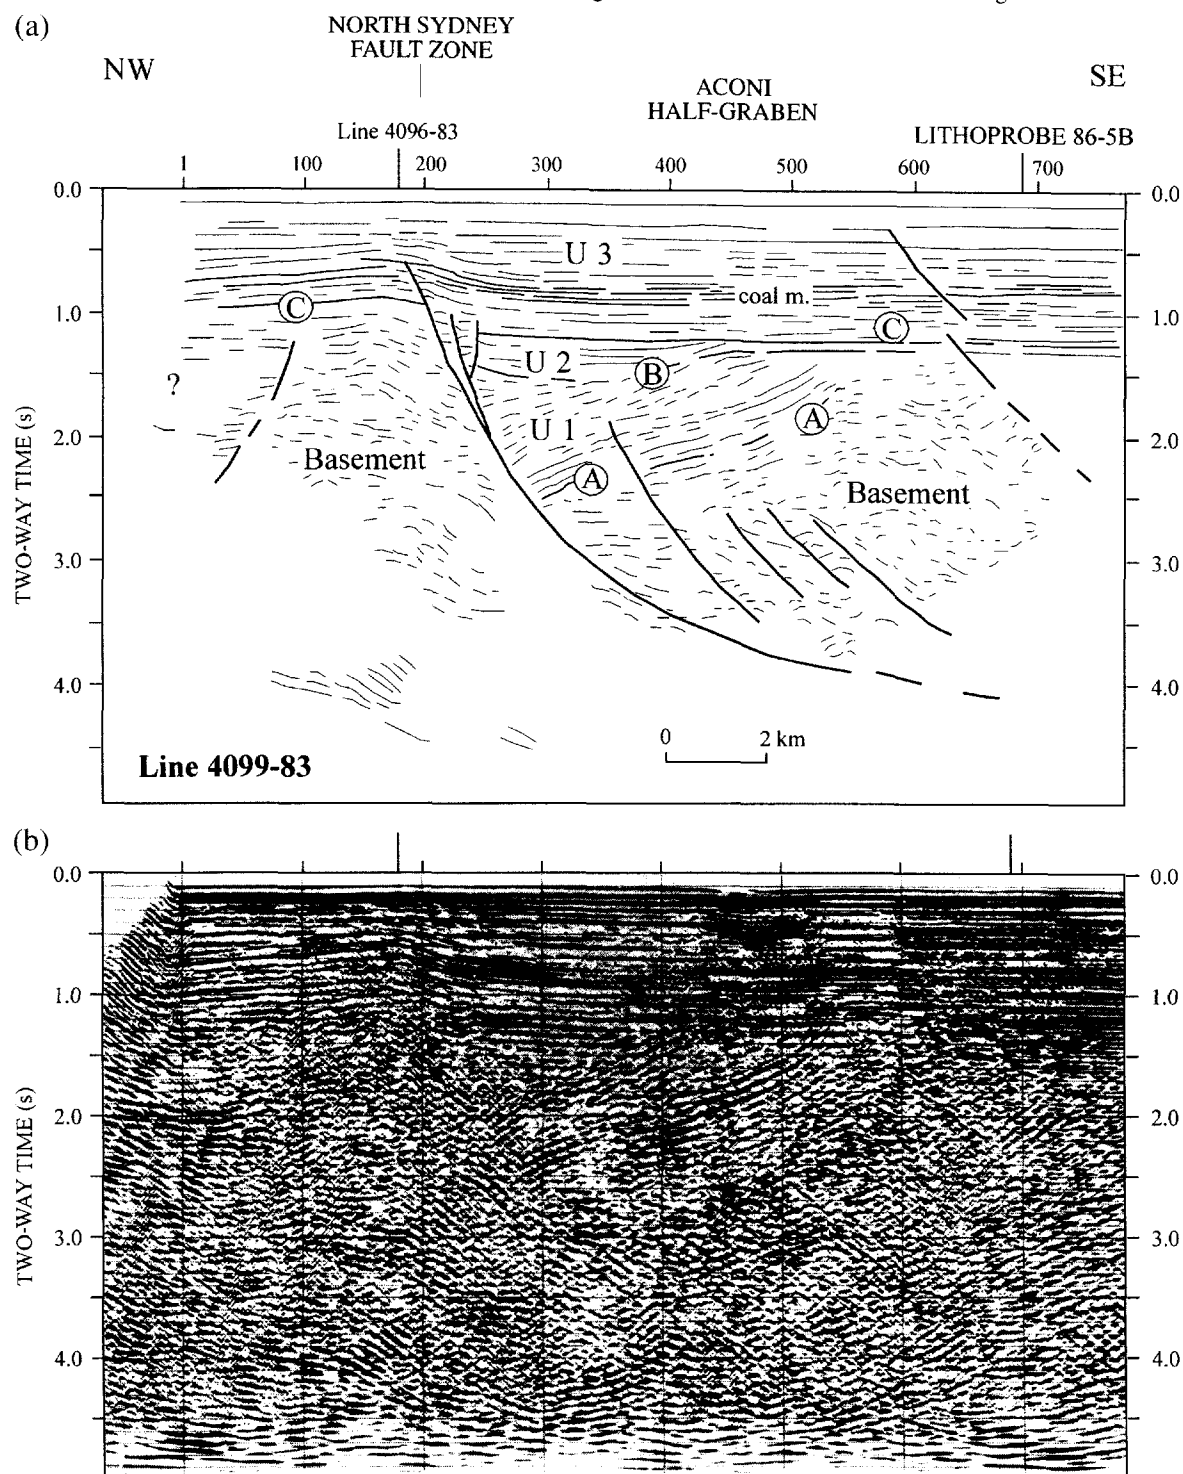 (a)
NORTH SYDNEY
FAULT ZONE
NW
SE
ACONI
HALF-GRABEN
Line 4096-83
LITHOPROBE 86-5B
1 100 200 300 400 500 600 700
0.0 0.0
U 3
coal m.
C
C
1.0 1.0
U 2
B
?
A
U 1
2.0 2.0
Basement
A
Basement
3.0 3.0
4.0 4.0
TWO-WAY TIME (s)
0 2 km
Line 4099-83
(b)
0.0 0.0
1.0 1.0
2.0 2.0
3.0 3.0
4.0 4.0
TWO-WAY TIME (s)